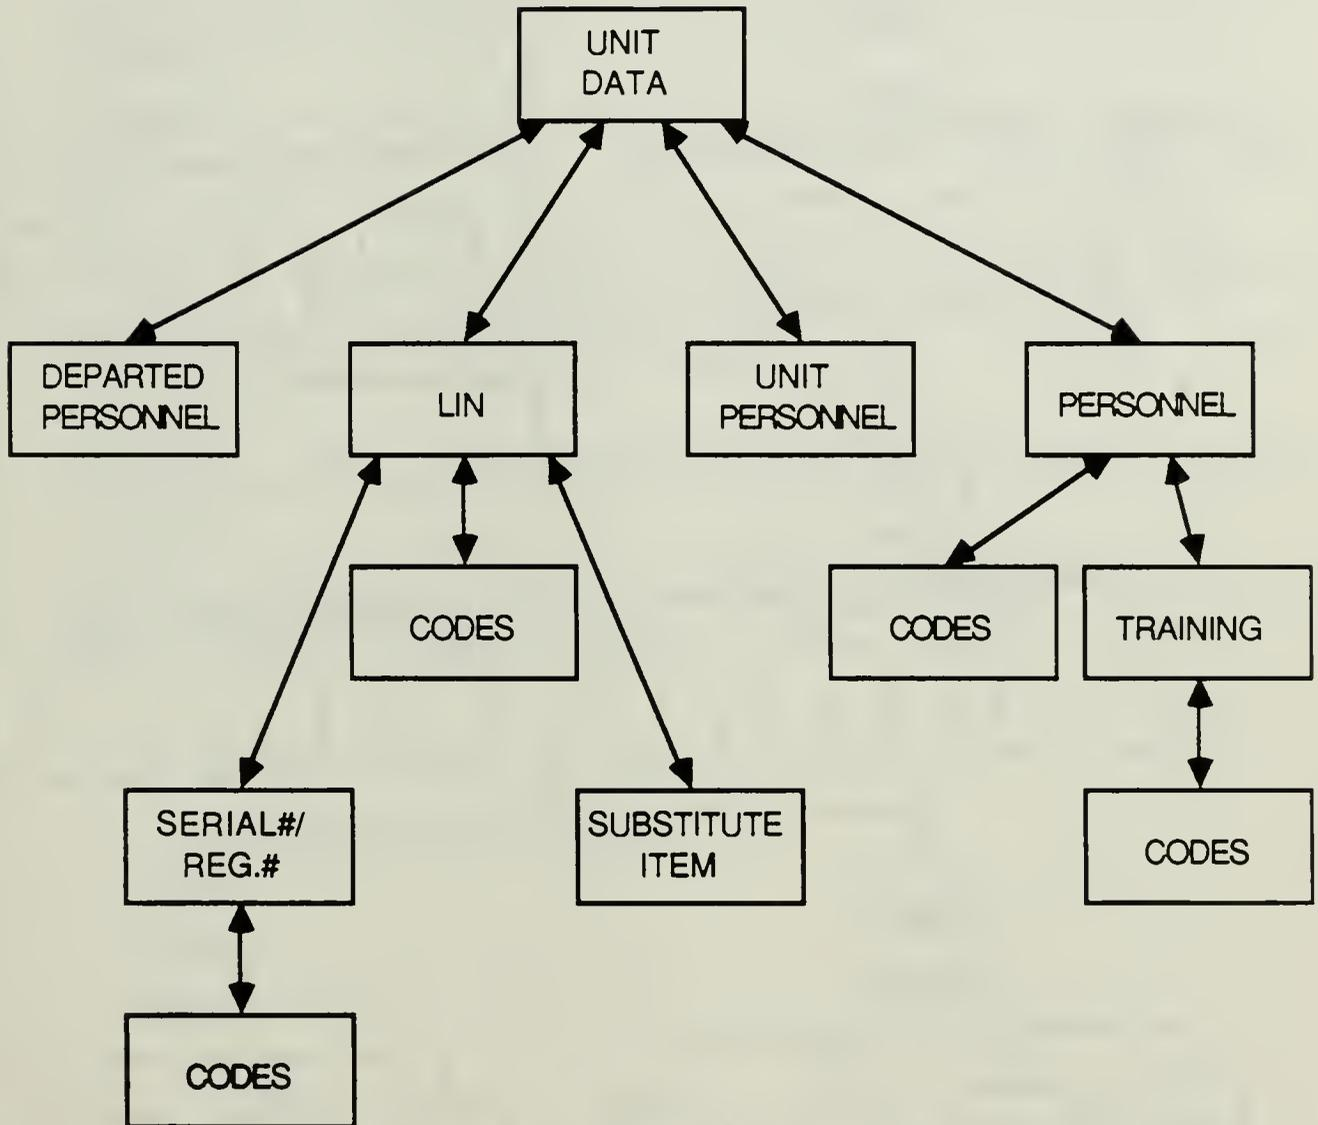 UNIT
DATA
DEPARTED
PERSONNEL
LIN
UNIT
PERSONNEL
PERSONNEL
CODES
CODES
TRAINING
SERIAL#/
REG.#
SUBSTITUTE
ITEM
CODES
CODES